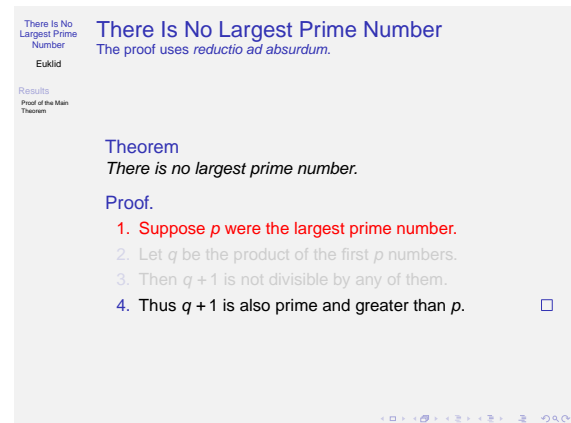 There Is No
Largest Prime
Number
Euklid
Results
Proof of the Main
Theorem
There Is No Largest Prime Number
The proof uses reductio ad absurdum.
Theorem
There is no largest prime number.
Proof.
1. Suppose p were the largest prime number.
2. Let q be the product of the first p numbers.
3. Then q + 1 is not divisible by any of them.
4. Thus q + 1 is also prime and greater than p.